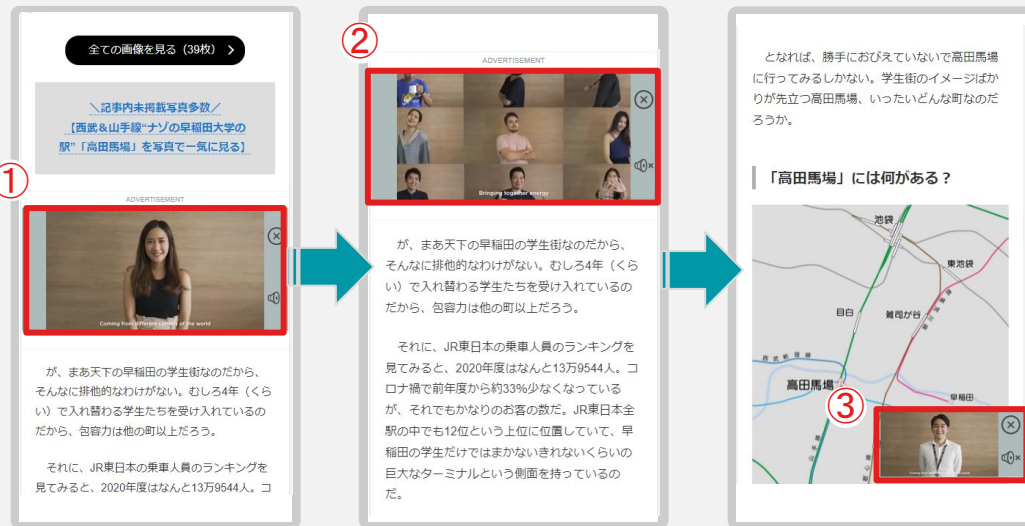 全ての画像を見る（39枚）
＼記事内未掲載写真多数／
【西武＆山手線“ナゾの早稲田大学の
駅”「高田馬場」を写真で一気に見る】
①
ADVERTISEMENT
Coming from different corners of the world
が、まあ天下の早稲田の学生街なのだから、
そんなに排他的なわけがない。むしろ4年（くら
い）で入れ替わる学生たちを受け入れているの
だから、包容力は他の町以上だろう。
それに、JR東日本の乗車人員のランキングを
見てみると、2020年度はなんと13万9544人。コ
②
ADVERTISEMENT
Bringing together energy
が、まあ天下の早稲田の学生街なのだから、
そんなに排他的なわけがない。むしろ4年（くら
い）で入れ替わる学生たちを受け入れているの
だから、包容力は他の町以上だろう。
それに、JR東日本の乗車人員のランキングを
見てみると、2020年度はなんと13万9544人。コ
ロナ禍で前年度から約33%少なくなっている
が、それでもかなりのお客の数だ。JR東日本全
駅の中でも12位という上位に位置していて、早
稲田の学生だけではまかないきれないくらいの
巨大なターミナルという側面を持っているの
だ。
となれば、勝手におびえていないで高田馬場
に行ってみるしかない。学生街のイメージばか
りが先立つ高田馬場、いったいどんな町なのだ
ろうか。
「高田馬場」には何がある？
池袋
東池袋
目白
雑司が谷
西武新宿線
高田馬場
早稲田
③